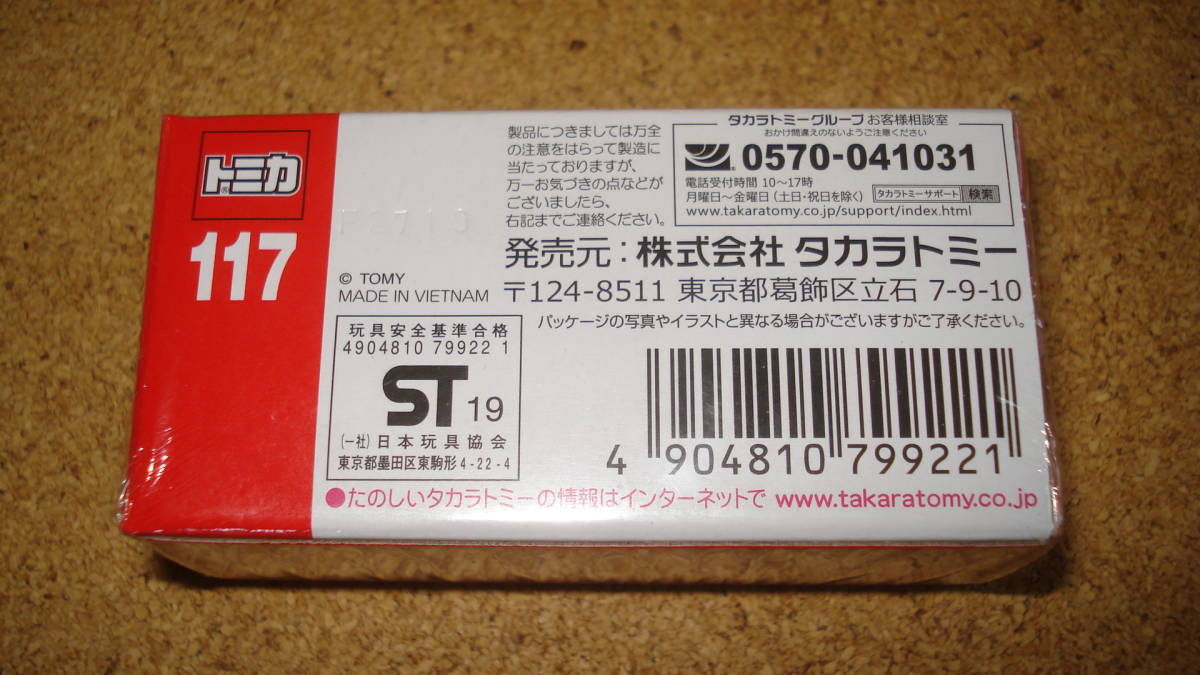 トミカ
®
117
製品につきましては万全
の注意をはらって製造に
当たっておりますが、
万一お気づきの点などが
ございましたら、
右記までご連絡ください。
タカラトミーグループ お客様相談室
おかけ間違えのないようご注意ください
0570-041031
電話受付時間 10〜17時
月曜日〜金曜日(土日・祝日を除く) タカラトミーサポート 検索
www.takaratomy.co.jp/support/index.html
発売元:株式会社 タカラトミー
© TOMY
MADE IN VIETNAM
〒124-8511 東京都葛飾区立石 7-9-10
パッケージの写真やイラストと異なる場合がございますがご了承ください。
玩具安全基準合格
4904810 79922 1
ST 19
(一社)日本玩具協会
東京都墨田区東駒形4-22-4
4 904810 799221
●たのしいタカラトミーの情報はインターネットで www.takaratomy.co.jp